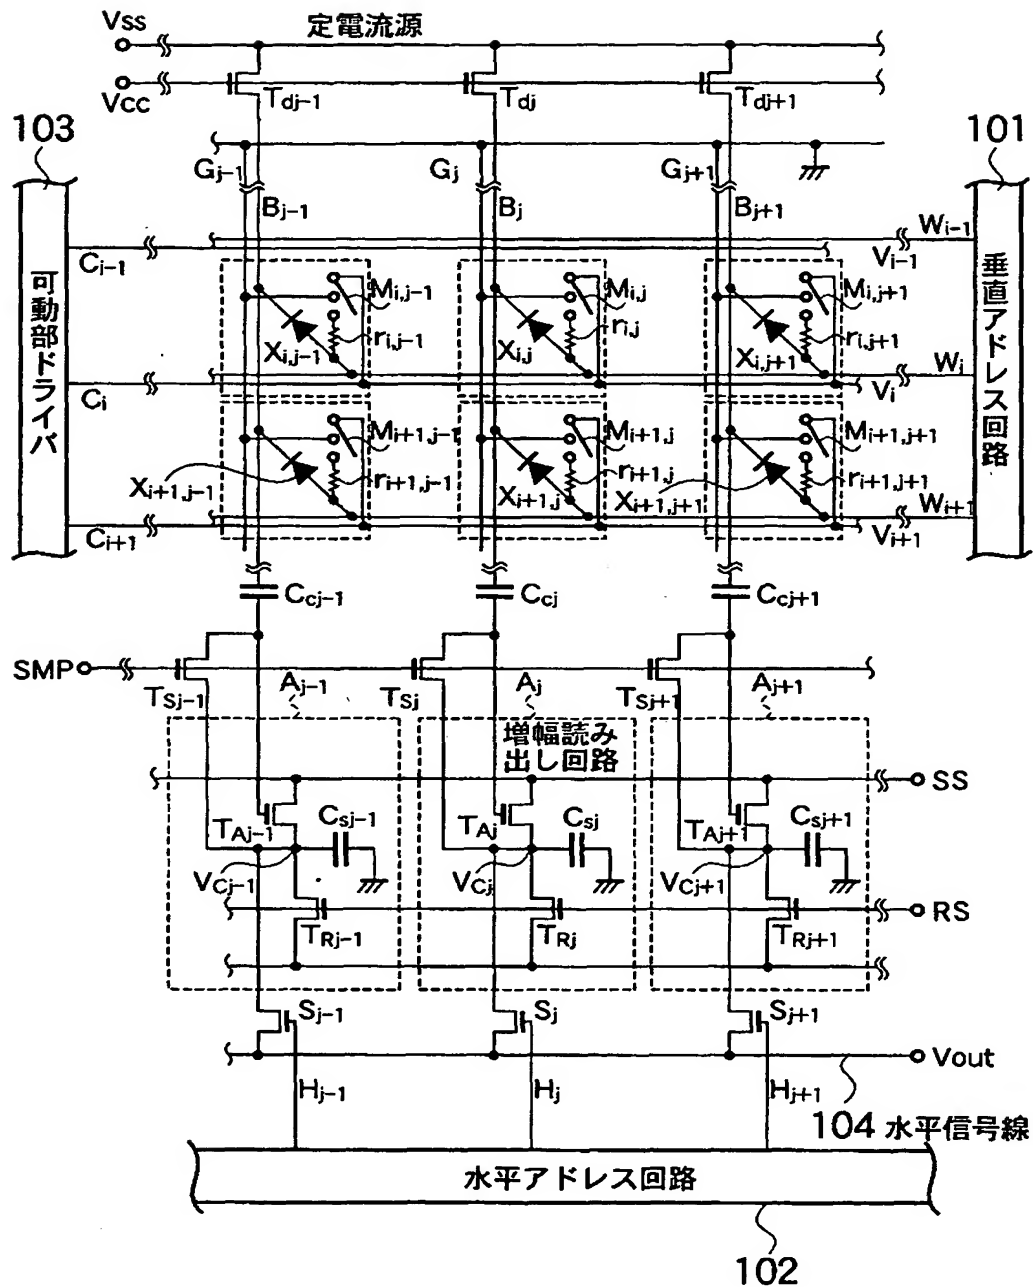 Vss
定電流源
Vcc
Tdj-1
Tdj
Tdj+1
103
101
Gj-1
Gj
Gj+1
Bj-1
Bj
Bj+1
Wi-1
Ci-1
Vi-1
可動部ドライバ
垂直アドレス回路
Mi,j-1
Mi,j
Mi,j+1
ri,j-1
ri,j
ri,j+1
Xi,j-1
Xi,j
Xi,j+1
Wi
Ci
Vi
Mi+1,j-1
Mi+1,j
Mi+1,j+1
ri+1,j-1
ri+1,j
ri+1,j+1
Xi+1,j-1
Xi+1,j
Xi+1,j+1
Wi+1
Ci+1
Vi+1
Ccj-1
Ccj
Ccj+1
SMP
TSj-1
TSj
TSj+1
Aj-1
Aj
Aj+1
増幅読み
出し回路
SS
TAj-1
Csj-1
TAj
Csj
TAj+1
Csj+1
VCj-1
VCj
VCj+1
RS
TRj-1
TRj
TRj+1
Sj-1
Sj
Sj+1
Vout
Hj-1
Hj
Hj+1
104 水平信号線
水平アドレス回路
102